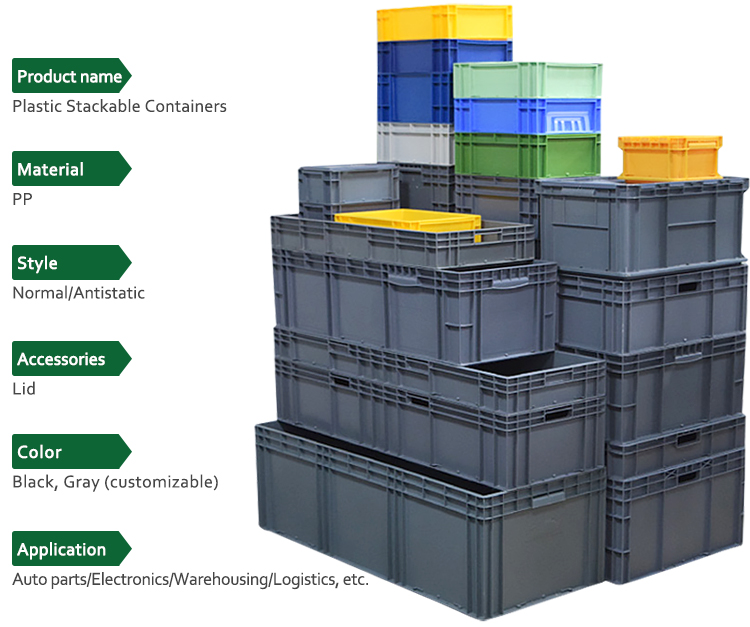 Product name
Plastic Stackable Containers
Material
PP
Style
Normal/Antistatic
Accessories
Lid
Color
Black, Gray (customizable)
Application
Auto parts/Electronics/Warehousing/Logistics, etc.